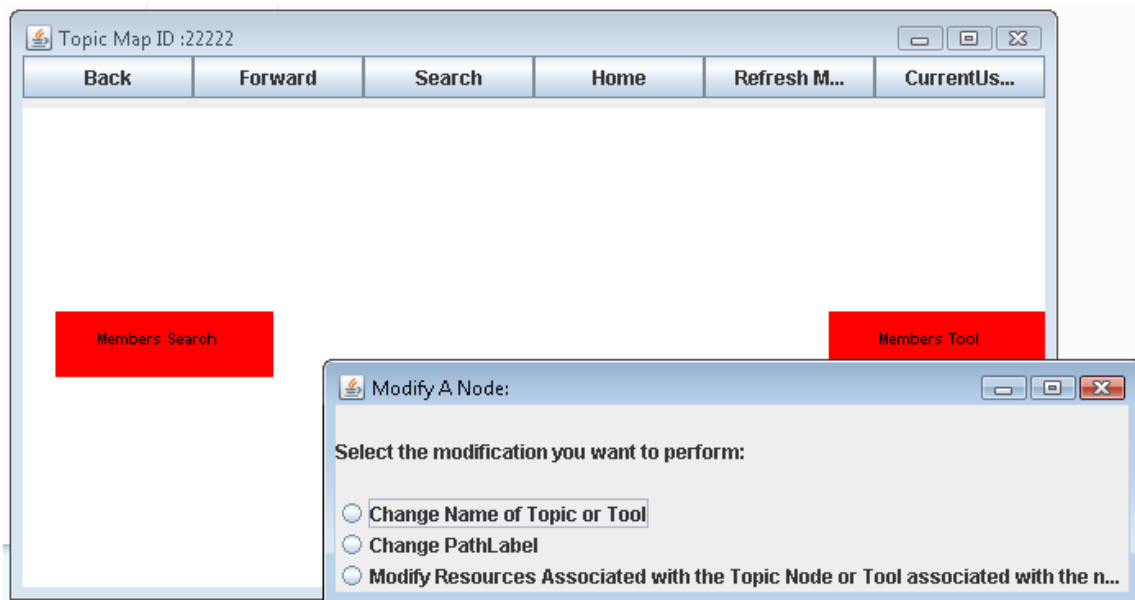 Topic Map ID :22222
Back Forward Search Home Refresh M... CurrentUs...
Members Search Members Tool
Modify A Node:
Select the modification you want to perform:
Change Name of Topic or Tool
Change PathLabel
Modify Resources Associated with the Topic Node or Tool associated with the n...